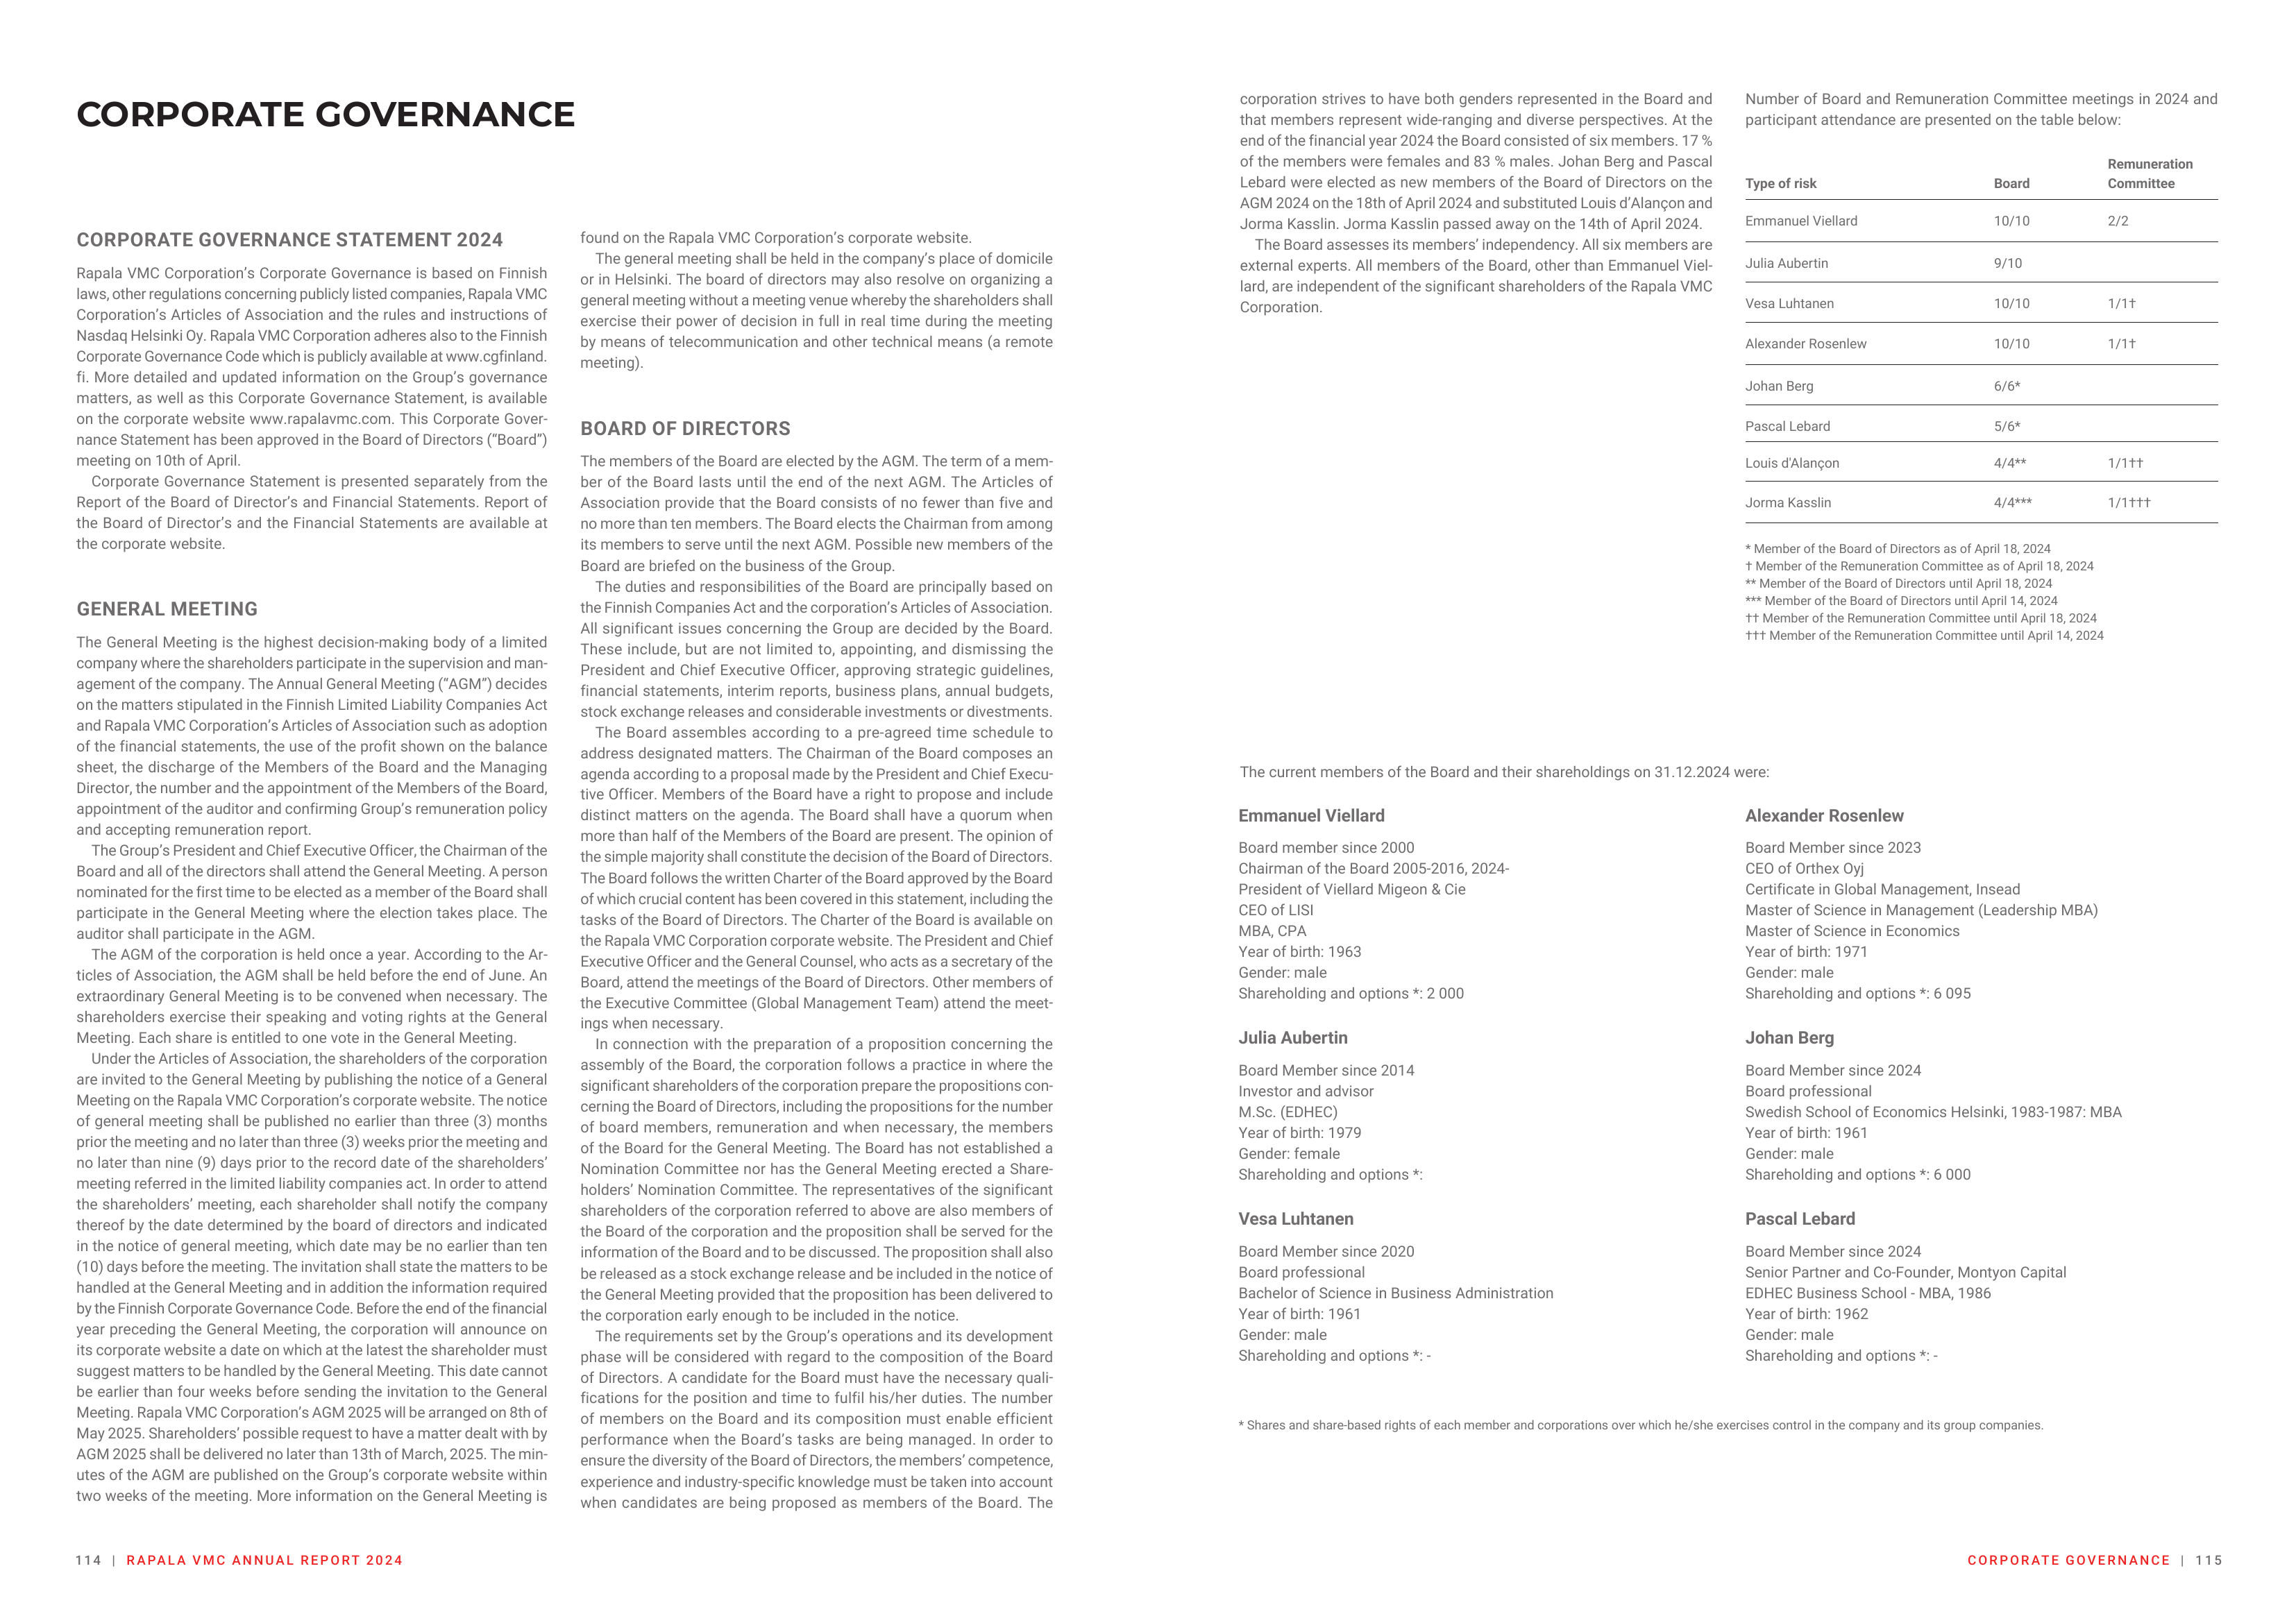 CORPORATE GOVERNANCE
CORPORATE GOVERNANCE STATEMENT 2024
Rapala VMC Corporation’s Corporate Governance is based on Finnish
laws, other regulations concerning publicly listed companies, Rapala VMC
Corporation’s Articles of Association and the rules and instructions of
Nasdaq Helsinki Oy. Rapala VMC Corporation adheres also to the Finnish
Corporate Governance Code which is publicly available at www.cgfinland.
fi. More detailed and updated information on the Group’s governance
matters, as well as this Corporate Governance Statement, is available
on the corporate website www.rapalavmc.com. This Corporate Gover-
nance Statement has been approved in the Board of Directors (“Board”)
meeting on 10th of April.
Corporate Governance Statement is presented separately from the
Report of the Board of Director’s and Financial Statements. Report of
the Board of Director’s and the Financial Statements are available at
the corporate website.
GENERAL MEETING
The General Meeting is the highest decision-making body of a limited
company where the shareholders participate in the supervision and man-
agement of the company. The Annual General Meeting (“AGM”) decides
on the matters stipulated in the Finnish Limited Liability Companies Act
and Rapala VMC Corporation’s Articles of Association such as adoption
of the financial statements, the use of the profit shown on the balance
sheet, the discharge of the Members of the Board and the Managing
Director, the number and the appointment of the Members of the Board,
appointment of the auditor and confirming Group’s remuneration policy
and accepting remuneration report.
The Group’s President and Chief Executive Officer, the Chairman of the
Board and all of the directors shall attend the General Meeting. A person
nominated for the first time to be elected as a member of the Board shall
participate in the General Meeting where the election takes place. The
auditor shall participate in the AGM.
The AGM of the corporation is held once a year. According to the Ar-
ticles of Association, the AGM shall be held before the end of June. An
extraordinary General Meeting is to be convened when necessary. The
shareholders exercise their speaking and voting rights at the General
Meeting. Each share is entitled to one vote in the General Meeting.
Under the Articles of Association, the shareholders of the corporation
are invited to the General Meeting by publishing the notice of a General
Meeting on the Rapala VMC Corporation’s corporate website. The notice
of general meeting shall be published no earlier than three (3) months
prior the meeting and no later than three (3) weeks prior the meeting and
no later than nine (9) days prior to the record date of the shareholders’
meeting referred in the limited liability companies act. In order to attend
the shareholders’ meeting, each shareholder shall notify the company
thereof by the date determined by the board of directors and indicated
in the notice of general meeting, which date may be no earlier than ten
(10) days before the meeting. The invitation shall state the matters to be
handled at the General Meeting and in addition the information required
by the Finnish Corporate Governance Code. Before the end of the financial
year preceding the General Meeting, the corporation will announce on
its corporate website a date on which at the latest the shareholder must
suggest matters to be handled by the General Meeting. This date cannot
be earlier than four weeks before sending the invitation to the General
Meeting. Rapala VMC Corporation’s AGM 2025 will be arranged on 8th of
May 2025. Shareholders’ possible request to have a matter dealt with by
AGM 2025 shall be delivered no later than 13th of March, 2025. The min-
utes of the AGM are published on the Group’s corporate website within
two weeks of the meeting. More information on the General Meeting is
found on the Rapala VMC Corporation’s corporate website.
The general meeting shall be held in the company’s place of domicile
or in Helsinki. The board of directors may also resolve on organizing a
general meeting without a meeting venue whereby the shareholders shall
exercise their power of decision in full in real time during the meeting
by means of telecommunication and other technical means (a remote
meeting).
BOARD OF DIRECTORS
The members of the Board are elected by the AGM. The term of a mem-
ber of the Board lasts until the end of the next AGM. The Articles of
Association provide that the Board consists of no fewer than five and
no more than ten members. The Board elects the Chairman from among
its members to serve until the next AGM. Possible new members of the
Board are briefed on the business of the Group.
The duties and responsibilities of the Board are principally based on
the Finnish Companies Act and the corporation’s Articles of Association.
All significant issues concerning the Group are decided by the Board.
These include, but are not limited to, appointing, and dismissing the
President and Chief Executive Officer, approving strategic guidelines,
financial statements, interim reports, business plans, annual budgets,
stock exchange releases and considerable investments or divestments.
The Board assembles according to a pre-agreed time schedule to
address designated matters. The Chairman of the Board composes an
agenda according to a proposal made by the President and Chief Execu-
tive Officer. Members of the Board have a right to propose and include
distinct matters on the agenda. The Board shall have a quorum when
more than half of the Members of the Board are present. The opinion of
the simple majority shall constitute the decision of the Board of Directors.
The Board follows the written Charter of the Board approved by the Board
of which crucial content has been covered in this statement, including the
tasks of the Board of Directors. The Charter of the Board is available on
the Rapala VMC Corporation corporate website. The President and Chief
Executive Officer and the General Counsel, who acts as a secretary of the
Board, attend the meetings of the Board of Directors. Other members of
the Executive Committee (Global Management Team) attend the meet-
ings when necessary.
In connection with the preparation of a proposition concerning the
assembly of the Board, the corporation follows a practice in where the
significant shareholders of the corporation prepare the propositions con-
cerning the Board of Directors, including the propositions for the number
of board members, remuneration and when necessary, the members
of the Board for the General Meeting. The Board has not established a
Nomination Committee nor has the General Meeting erected a Share-
holders’ Nomination Committee. The representatives of the significant
shareholders of the corporation referred to above are also members of
the Board of the corporation and the proposition shall be served for the
information of the Board and to be discussed. The proposition shall also
be released as a stock exchange release and be included in the notice of
the General Meeting provided that the proposition has been delivered to
the corporation early enough to be included in the notice.
The requirements set by the Group’s operations and its development
phase will be considered with regard to the composition of the Board
of Directors. A candidate for the Board must have the necessary quali-
fications for the position and time to fulfil his/her duties. The number
of members on the Board and its composition must enable efficient
performance when the Board’s tasks are being managed. In order to
ensure the diversity of the Board of Directors, the members’ competence,
experience and industry-specific knowledge must be taken into account
when candidates are being proposed as members of the Board. The
114 | RAPALA VMC ANNUAL REPORT 2024
corporation strives to have both genders represented in the Board and
that members represent wide-ranging and diverse perspectives. At the
end of the financial year 2024 the Board consisted of six members. 17 %
of the members were females and 83 % males. Johan Berg and Pascal
Lebard were elected as new members of the Board of Directors on the
AGM 2024 on the 18th of April 2024 and substituted Louis d’Alançon and
Jorma Kasslin. Jorma Kasslin passed away on the 14th of April 2024.
The Board assesses its members’ independency. All six members are
external experts. All members of the Board, other than Emmanuel Viel-
lard, are independent of the significant shareholders of the Rapala VMC
Corporation.
Number of Board and Remuneration Committee meetings in 2024 and
participant attendance are presented on the table below:
Type of risk Board Remuneration Committee
Emmanuel Viellard 10/10 2/2
Julia Aubertin 9/10
Vesa Luhtanen 10/10 1/1†
Alexander Rosenlew 10/10 1/1†
Johan Berg 6/6*
Pascal Lebard 5/6*
Louis d'Alançon 4/4** 1/1††
Jorma Kasslin 4/4*** 1/1†††
* Member of the Board of Directors as of April 18, 2024
† Member of the Remuneration Committee as of April 18, 2024
** Member of the Board of Directors until April 18, 2024
*** Member of the Board of Directors until April 14, 2024
†† Member of the Remuneration Committee until April 18, 2024
††† Member of the Remuneration Committee until April 14, 2024
The current members of the Board and their shareholdings on 31.12.2024 were:
Emmanuel Viellard
Board member since 2000
Chairman of the Board 2005-2016, 2024-
President of Viellard Migeon & Cie
CEO of LISI
MBA, CPA
Year of birth: 1963
Gender: male
Shareholding and options *: 2 000
Julia Aubertin
Board Member since 2014
Investor and advisor
M.Sc. (EDHEC)
Year of birth: 1979
Gender: female
Shareholding and options *:
Vesa Luhtanen
Board Member since 2020
Board professional
Bachelor of Science in Business Administration
Year of birth: 1961
Gender: male
Shareholding and options *: -
Alexander Rosenlew
Board Member since 2023
CEO of Orthex Oyj
Certificate in Global Management, Insead
Master of Science in Management (Leadership MBA)
Master of Science in Economics
Year of birth: 1971
Gender: male
Shareholding and options *: 6 095
Johan Berg
Board Member since 2024
Board professional
Swedish School of Economics Helsinki, 1983-1987: MBA
Year of birth: 1961
Gender: male
Shareholding and options *: 6 000
Pascal Lebard
Board Member since 2024
Senior Partner and Co-Founder, Montyon Capital
EDHEC Business School - MBA, 1986
Year of birth: 1962
Gender: male
Shareholding and options *: -
* Shares and share-based rights of each member and corporations over which he/she exercises control in the company and its group companies.
CORPORATE GOVERNANCE | 115